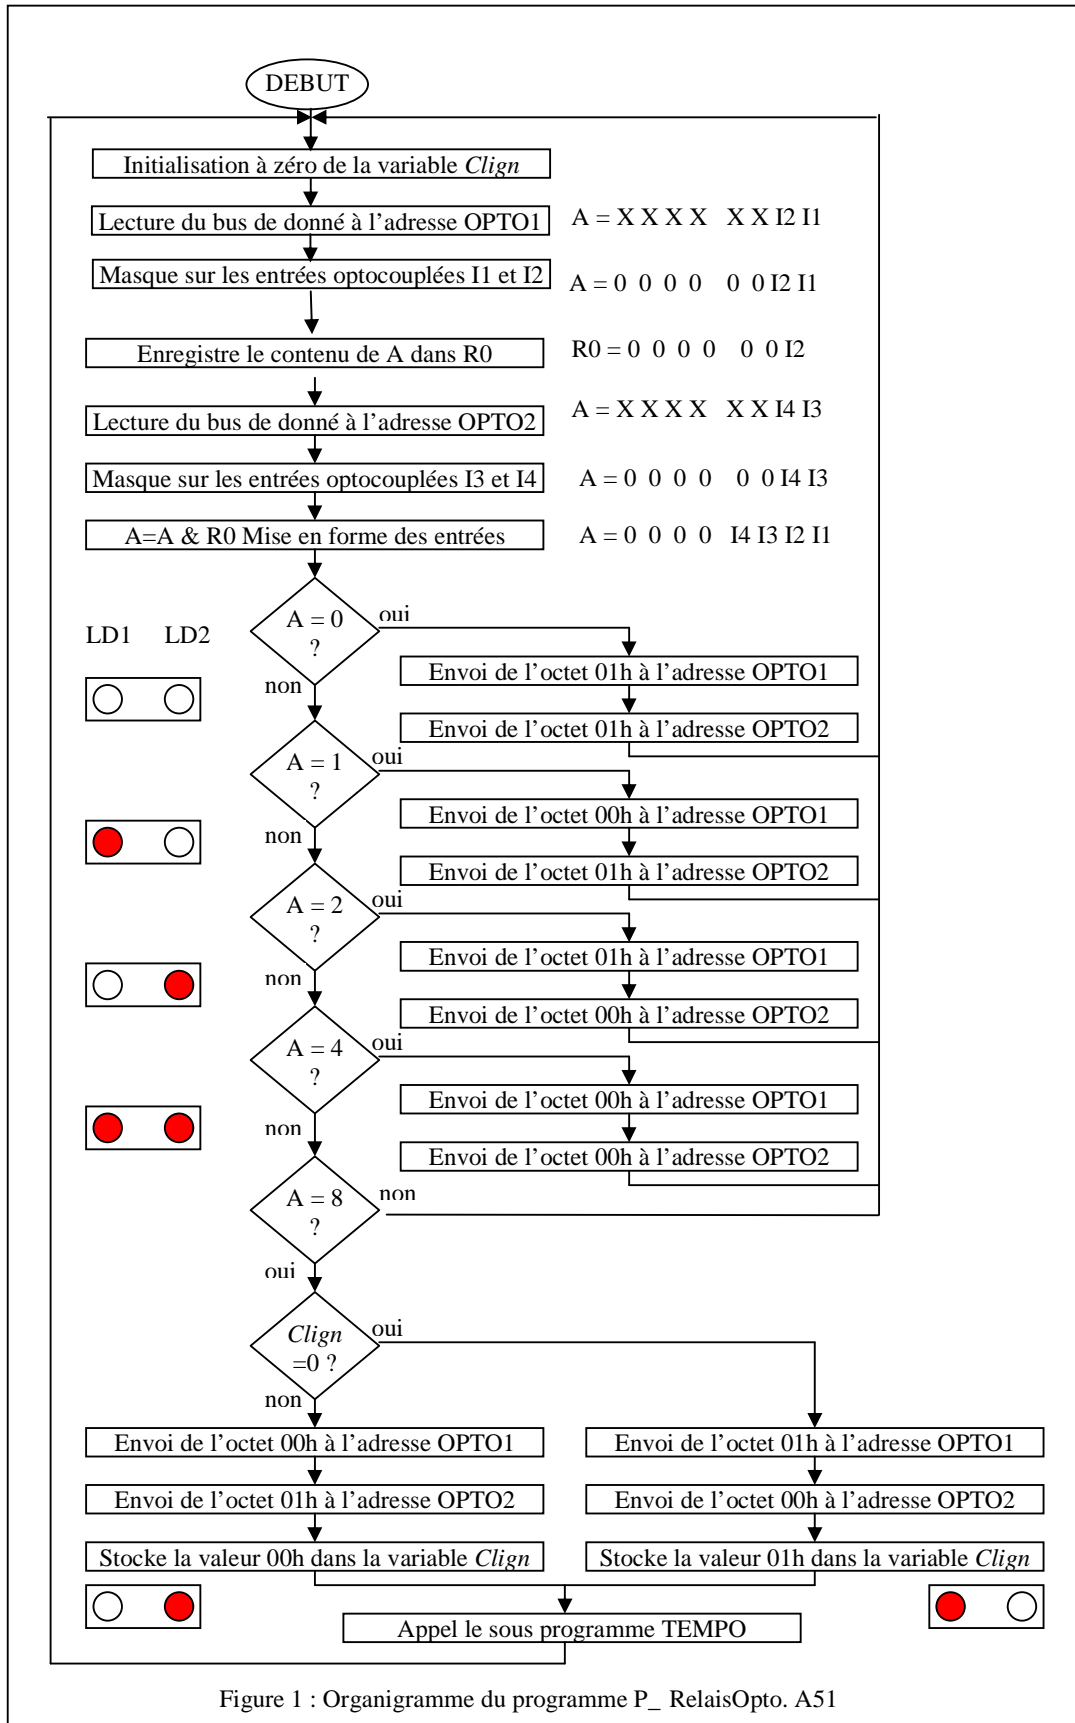 DEBUT
Initialisation à zéro de la variable Clign
Lecture du bus de donné à l'adresse OPTO1
A = X X X X X X I2 I1
Masque sur les entrées optocouplées I1 et I2
A = 0 0 0 0 0 0 I2 I1
Enregistre le contenu de A dans R0
R0 = 0 0 0 0 0 0 I2
Lecture du bus de donné à l'adresse OPTO2
A = X X X X X X I4 I3
Masque sur les entrées optocouplées I3 et I4
A = 0 0 0 0 0 0 I4 I3
A=A & R0 Mise en forme des entrées
A = 0 0 0 0 I4 I3 I2 I1
LD1 LD2
A = 0
?
oui
non
Envoi de l'octet 01h à l'adresse OPTO1
Envoi de l'octet 01h à l'adresse OPTO2
A = 1
?
oui
non
Envoi de l'octet 00h à l'adresse OPTO1
Envoi de l'octet 01h à l'adresse OPTO2
A = 2
?
oui
non
Envoi de l'octet 01h à l'adresse OPTO1
Envoi de l'octet 00h à l'adresse OPTO2
A = 4
?
oui
non
Envoi de l'octet 00h à l'adresse OPTO1
Envoi de l'octet 00h à l'adresse OPTO2
A = 8
?
non
oui
Clign
=0 ?
oui
non
Envoi de l'octet 00h à l'adresse OPTO1
Envoi de l'octet 01h à l'adresse OPTO2
Stocke la valeur 00h dans la variable Clign
Envoi de l'octet 01h à l'adresse OPTO1
Envoi de l'octet 00h à l'adresse OPTO2
Stocke la valeur 01h dans la variable Clign
Appel le sous programme TEMPO
Figure 1 : Organigramme du programme P_ RelaisOpto. A51